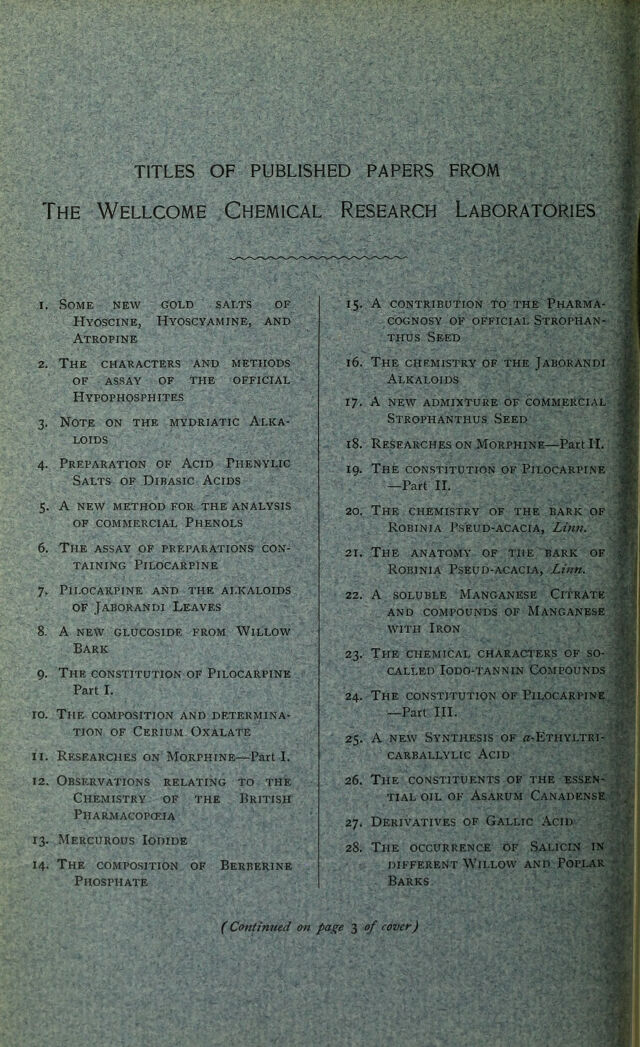 TITLES OF PUBLISHED PAPERS FROM
THE WELLCOME CHEMICAL RESEARCH LABORATORIES
1. SOME NEW GOLD SALTS OF
HYOSCINE, HYOSCYAMINE, AND
ATROPINE
2. THE CHARACTERS AND METHODS
OF ASSAY OF THE OFFICIAL
HYPOPHOSPHITES
3. NOTE ON THE MYDRIATIC ALKA-
LOIDS
4. PREPARATION OF ACID PHENYLIC
SALTS OF DIBASIC ACIDS
5. A NEW METHOD FOR THE ANALYSIS
OF COMMERCIAL PHENOLS
6. THE ASSAY OF PREPARATIONS CON-
TAINING PILOCARPINE
7. PILOCARPINE AND THE ALKALOIDS
OF JABORANDI LEAVES
8. A NEW GLUCOSIDE FROM WILLOW
BARK
9. THE CONSTITUTION OF PILOCARPINE
Part I.
10. THE COMPOSITION AND DETERMINA-
TION OF CERIUM OXALATE
11. RESEARCHES ON MORPHINE—Part I.
12. OBSERVATIONS RELATING TO THE
CHEMISTRY OF THE BRITISH
PHARMACOPŒIA
13. MERCUROUS IODIDE
14. THE COMPOSITION OF BERBERINE
PHOSPHATE
15. A CONTRIBUTION TO THE PHARMA-
COGNOSY OF OFFICIAL STROPHAN-
THUS SEED
16. THE CHEMISTRY OF THE JABORANDI
ALKALOIDS
17. A NEW ADMIXTURE OF COMMERCIAL
STROPHANTHUS SEED
18. RESEARCHES ON MORPHINE—Part II.
19. THE CONSTITUTION OF PILOCARPINE
—Part II.
20. THE CHEMISTRY OF THE BARK OF
ROBINIA PSEUD-ACACIA, Linn.
21. THE ANATOMY OF THE BARK OF
ROBINIA PSEUD-ACACIA, Linn.
22. A SOLUBLE MANGANESE CITRATE
AND COMPOUNDS OF MANGANESE
WITH IRON
23. THE CHEMICAL CHARACTERS OF SO-
CALLED IODO-TANNIN COMPOUNDS
24. THE CONSTITUTION OF PILOCARPINE
—Part III.
25. A NEW SYNTHESIS OF α-ETHYLTRI-
CARBALLYLIC ACID
26. THE CONSTITUENTS OF THE ESSEN-
TIAL OIL OF ASARUM CANADENSE
27. DERIVATIVES OF GALLIC ACID
28. THE OCCURRENCE OF SALICIN IN
DIFFERENT WILLOW AND POPLAR
BARKS
(Continued on page 3 of cover)